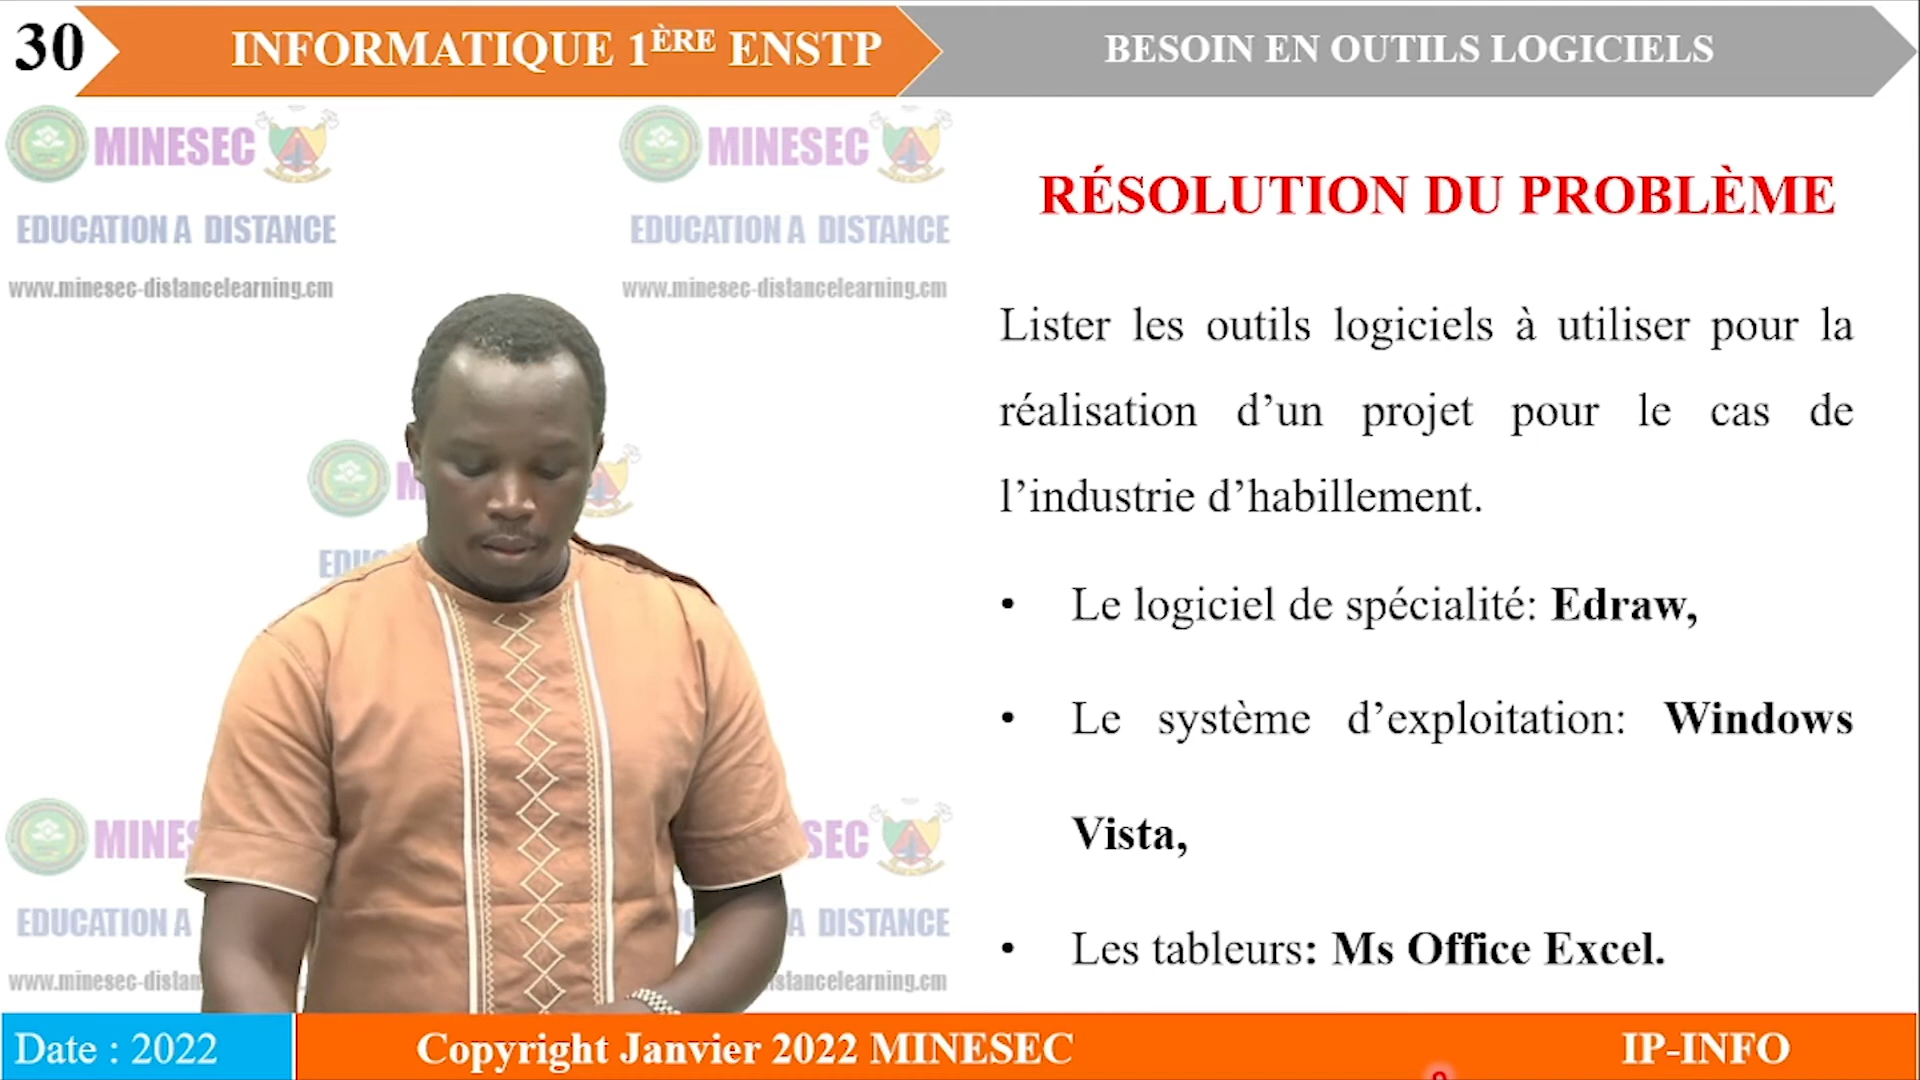 30
INFORMATIQUE 1ÈRE ENSTP
BESOIN EN OUTILS LOGICIELS
MINESEC
EDUCATION A DISTANCE
www.minesec-distancelearning.cm
MINESEC
EDUCATION A DISTANCE
www.minesec-distancelearning.cm
RÉSOLUTION DU PROBLÈME
Lister les outils logiciels à utiliser pour la
réalisation d’un projet pour le cas de
l’industrie d’habillement.
• Le logiciel de spécialité: Edraw,
• Le système d’exploitation: Windows
Vista,
• Les tableurs: Ms Office Excel.
Date : 2022
Copyright Janvier 2022 MINESEC
IP-INFO